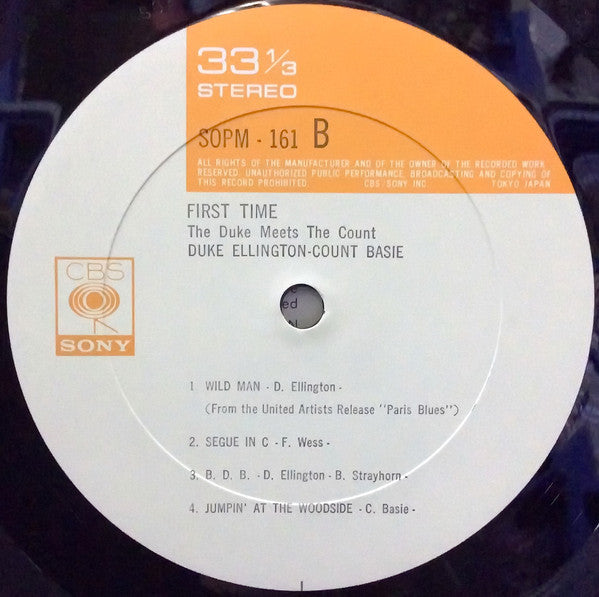 33 1/3
STEREO
SOPM - 161 B
ALL RIGHTS OF THE MANUFACTURER AND OF THE OWNER OF THE RECORDED WORK
RESERVED. UNAUTHORIZED PUBLIC PERFORMANCE, BROADCASTING AND COPYING OF
THIS RECORD PROHIBITED. CBS/SONY INC. TOKYO JAPAN
FIRST TIME
The Duke Meets The Count
DUKE ELLINGTON-COUNT BASIE
CBS
SONY
ed
1 WILD MAN - D. Ellington -
(From the United Artists Release "Paris Blues")
2. SEGUE IN C - F. Wess -
3. B. D. B. - D. Ellington - B. Strayhorn -
4. JUMPIN' AT THE WOODSIDE - C. Basie -